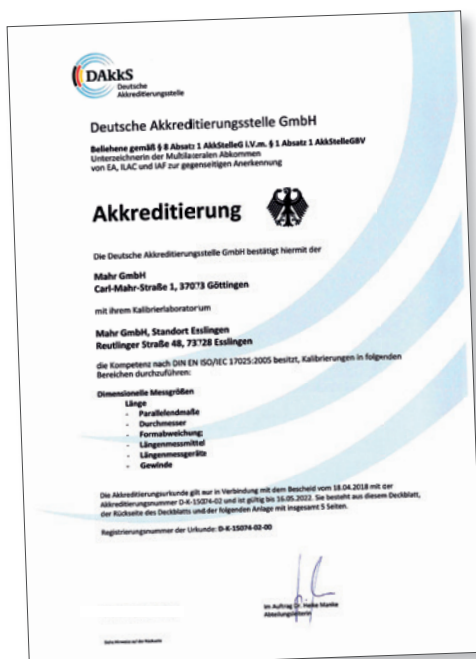 DAkkS
Deutsche
Akkreditierungsstelle
Deutsche Akkreditierungsstelle GmbH
Beliehene gemäß § 8 Absatz 1 AkkStelleG i.V.m. § 1 Absatz 1 AkkStelleGBV
Unterzeichnerin der Multilateralen Abkommen
von EA, ILAC und IAF zur gegenseitigen Anerkennung
Akkreditierung
Die Deutsche Akkreditierungsstelle GmbH bestätigt hiermit der
Mahr GmbH
Carl-Mahr-Straße 1, 37073 Göttingen
mit ihrem Kalibrierlaboratorium
Mahr GmbH, Standort Esslingen
Reutlinger Straße 48, 73728 Esslingen
die Kompetenz nach DIN EN ISO/IEC 17025:2005 besitzt, Kalibrierungen in folgenden
Bereichen durchzuführen:
Dimensionelle Messgrößen
Länge
- Parallelendmaße
- Durchmesser
- Formabweichung;
- Längenmessmittel
- Längenmessgeräte
- Gewinde
Die Akkreditierungsurkunde gilt nur in Verbindung mit dem Bescheid vom 18.04.2018 mit der
Akkreditierungsnummer D-K-15074-02 und ist gültig bis 16.05.2022. Sie besteht aus diesem Deckblatt,
der Rückseite des Deckblatts und der folgenden Anlage mit insgesamt 5 Seiten.
Registrierungsnummer der Urkunde: D-K-15074-02-00
Im Auftrag Dr. Heike Manke
Abteilungsleiterin
Siehe Hinweise auf der Rückseite